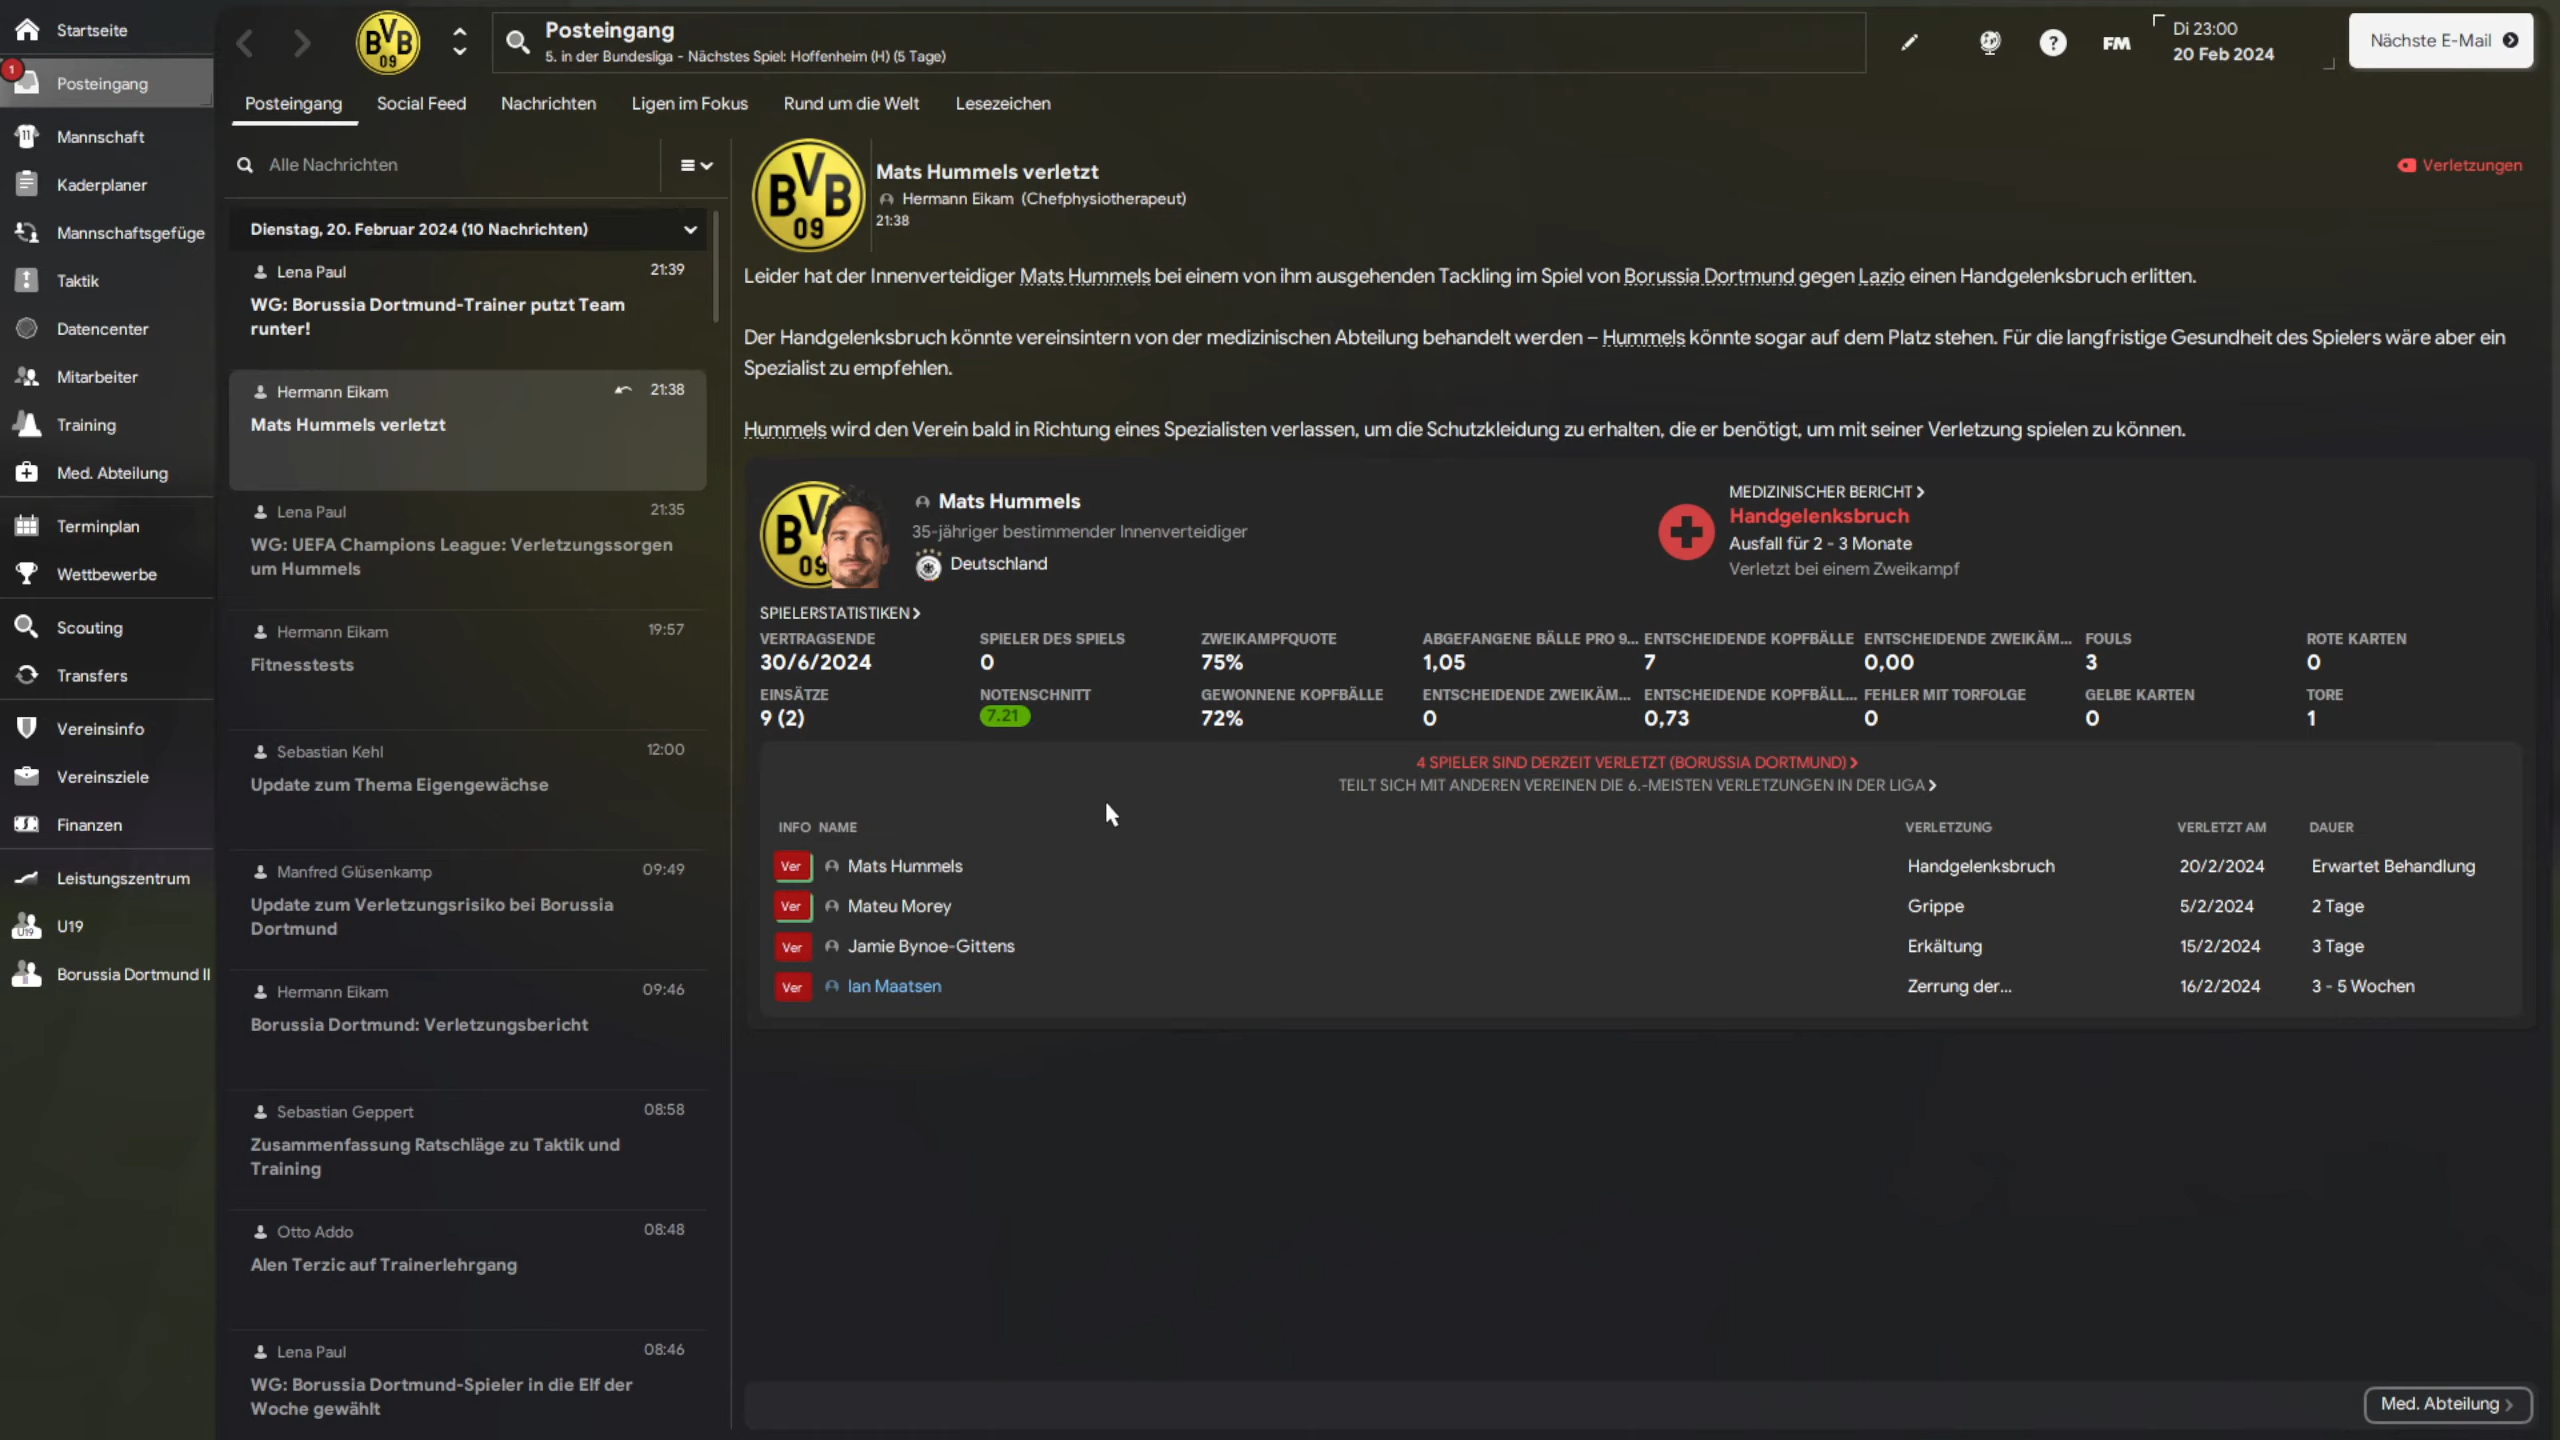 Startseite
1
Posteingang
Mannschaft
Kaderplaner
Mannschaftsgefüge
Taktik
Datencenter
Mitarbeiter
Training
Med. Abteilung
Terminplan
Wettbewerbe
Scouting
Transfers
Vereinsinfo
Vereinsziele
Finanzen
Leistungszentrum
U19
U19
Borussia Dortmund II
BVB 09
Posteingang
5. in der Bundesliga - Nächstes Spiel: Hoffenheim (H) (5 Tage)
?
FM
Di 23:00
20 Feb 2024
Nächste E-Mail
Posteingang Social Feed Nachrichten Ligen im Fokus Rund um die Welt Lesezeichen
Alle Nachrichten
Dienstag, 20. Februar 2024 (10 Nachrichten)
Lena Paul 21:39
WG: Borussia Dortmund-Trainer putzt Team
runter!
Hermann Eikam 21:38
Mats Hummels verletzt
Lena Paul 21:35
WG: UEFA Champions League: Verletzungssorgen
um Hummels
Hermann Eikam 19:57
Fitnesstests
Sebastian Kehl 12:00
Update zum Thema Eigengewächse
Manfred Glüsenkamp 09:49
Update zum Verletzungsrisiko bei Borussia
Dortmund
Hermann Eikam 09:46
Borussia Dortmund: Verletzungsbericht
Sebastian Geppert 08:58
Zusammenfassung Ratschläge zu Taktik und
Training
Otto Addo 08:48
Alen Terzic auf Trainerlehrgang
Lena Paul 08:46
WG: Borussia Dortmund-Spieler in die Elf der
Woche gewählt
BVB 09
Mats Hummels verletzt
Hermann Eikam (Chefphysiotherapeut)
21:38
Verletzungen
Leider hat der Innenverteidiger Mats Hummels bei einem von ihm ausgehenden Tackling im Spiel von Borussia Dortmund gegen Lazio einen Handgelenksbruch erlitten.
Der Handgelenksbruch könnte vereinsintern von der medizinischen Abteilung behandelt werden – Hummels könnte sogar auf dem Platz stehen. Für die langfristige Gesundheit des Spielers wäre aber ein
Spezialist zu empfehlen.
Hummels wird den Verein bald in Richtung eines Spezialisten verlassen, um die Schutzkleidung zu erhalten, die er benötigt, um mit seiner Verletzung spielen zu können.
Mats Hummels
35-jähriger bestimmender Innenverteidiger
Deutschland
MEDIZINISCHER BERICHT
Handgelenksbruch
Ausfall für 2 - 3 Monate
Verletzt bei einem Zweikampf
SPIELERSTATISTIKEN
VERTRAGSENDE SPIELER DES SPIELS ZWEIKAMPFQUOTE ABGEFANGENE BÄLLE PRO 9... ENTSCHEIDENDE KOPFBÄLLE ENTSCHEIDENDE ZWEIKÄM... FOULS ROTE KARTEN
30/6/2024 0 75% 1,05 7 0,00 3 0
EINSÄTZE NOTENSCHNITT GEWONNENE KOPFBÄLLE ENTSCHEIDENDE ZWEIKÄM... ENTSCHEIDENDE KOPFBÄLL... FEHLER MIT TORFOLGE GELBE KARTEN TORE
9 (2) 7.21 72% 0 0,73 0 0 1
4 SPIELER SIND DERZEIT VERLETZT (BORUSSIA DORTMUND)
TEILT SICH MIT ANDEREN VEREINEN DIE 6.-MEISTEN VERLETZUNGEN IN DER LIGA
INFO NAME VERLETZUNG VERLETZT AM DAUER
Ver Mats Hummels Handgelenksbruch 20/2/2024 Erwartet Behandlung
Ver Mateu Morey Grippe 5/2/2024 2 Tage
Ver Jamie Bynoe-Gittens Erkältung 15/2/2024 3 Tage
Ver Ian Maatsen Zerrung der... 16/2/2024 3 - 5 Wochen
Med. Abteilung